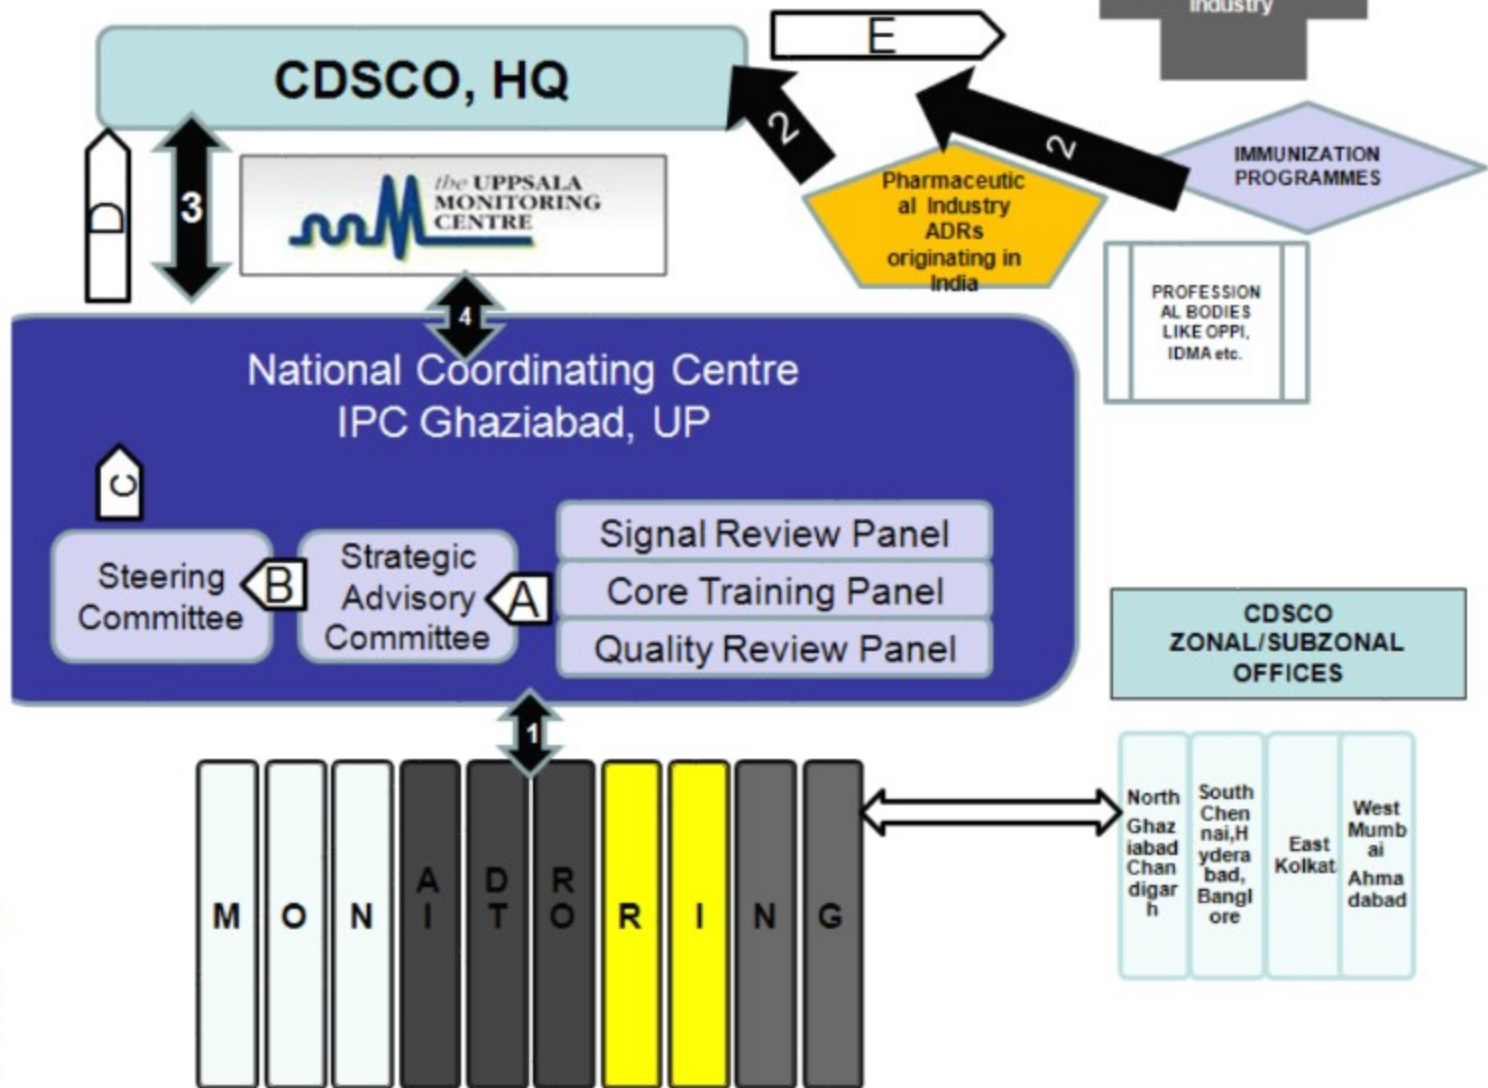 Industry
E
CDSCO, HQ
2
2
IMMUNIZATION
PROGRAMMES
D
3
the UPPSALA
MONITORING
CENTRE
Pharmaceutic
al Industry
ADRs
originating in
India
PROFESSION
AL BODIES
LIKE OPPI,
IDMA etc.
4
National Coordinating Centre
IPC Ghaziabad, UP
C
Steering
Committee
B
Strategic
Advisory
Committee
A
Signal Review Panel
Core Training Panel
Quality Review Panel
CDSCO
ZONAL/SUBZONAL
OFFICES
1
A D R
M O N I T O R I N G
North
Ghaz
iabad
Chan
digar
h
South
Chen
nai,H
ydera
bad,
Bangl
ore
East
Kolkat
West
Mumb
ai
Ahma
dabad